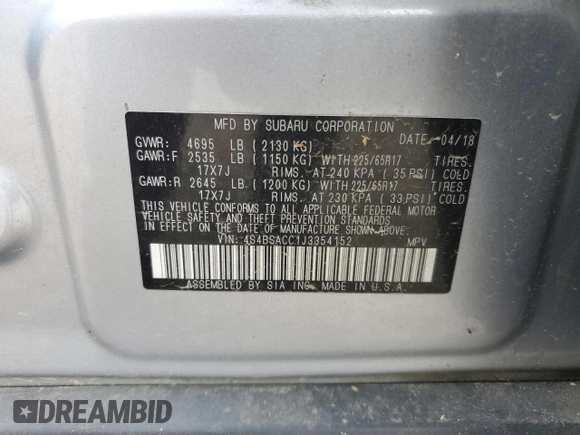 MFD BY SUBARU CORPORATION
GVWR: 4695 LB (2130 KG) DATE: 04/18
GAWR:F 2535 LB (1150 KG) WITH 225/65R17 TIRES.
17X7J RIMS. AT 240 KPA (35 PSI) COLD
GAWR:R 2645 LB (1200 KG) WITH 225/65R17 TIRES.
17X7J RIMS. AT 230 KPA (33 PSI) COLD
THIS VEHICLE CONFORMS TO ALL APPLICABLE FEDERAL MOTOR
VEHICLE SAFETY AND THEFT PREVENTION STANDARDS IN
EFFECT ON THE DATE OF MANUFACTURE SHOWN ABOVE.
VIN: 4S4BSACC1J3354152 MPV
ASSEMBLED BY SIA INC. MADE IN U.S.A.
DREAMBID